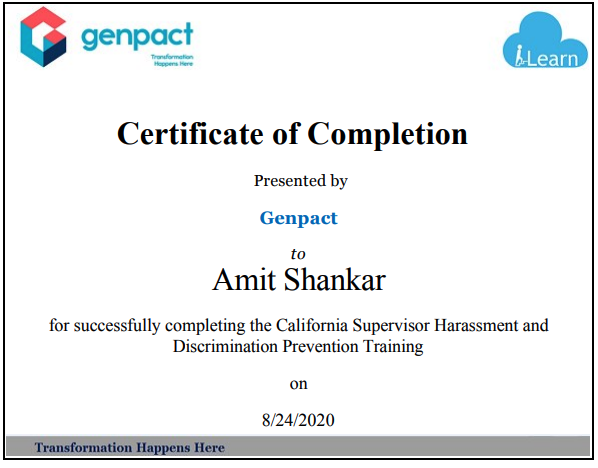 genpact
Transformation
Happens Here
i-Learn
Certificate of Completion
Presented by
Genpact
to
Amit Shankar
for successfully completing the California Supervisor Harassment and
Discrimination Prevention Training
on
8/24/2020
Transformation Happens Here